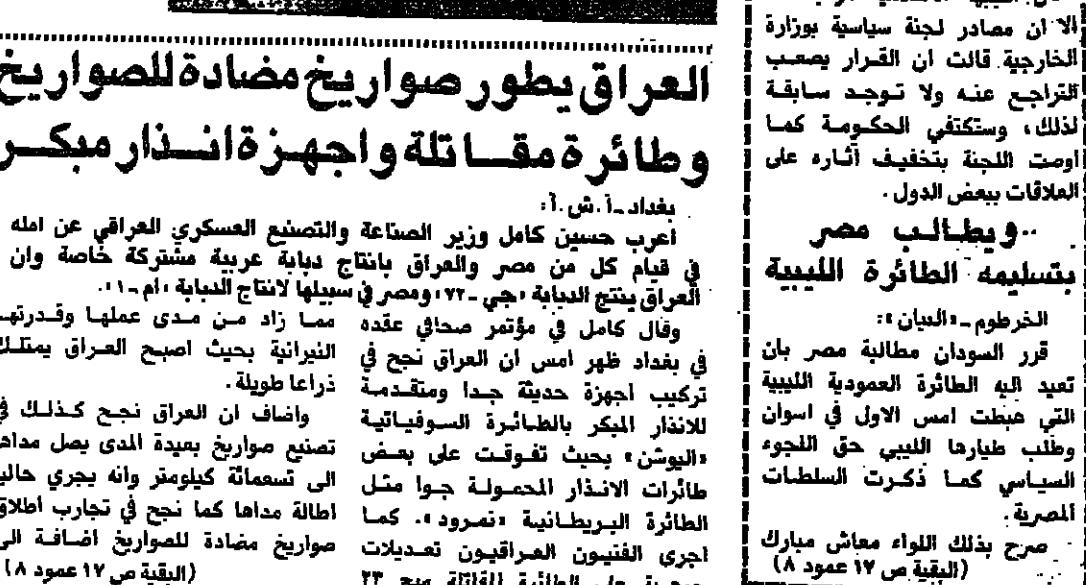 الا ان مصادر لجنة سياسية بوزارة
الخارجية قالت ان القرار يصعب
التراجع عنه ولا توجد سابقة
لذلك، وستكتفي الحكومة كما
اوصت اللجنة بتخفيف آثاره على
العلاقات ببعض الدول.
..ويطالب مصر
بتسليمه الطائرة الليبية
الخرطوم ـ «البيان»:
قرر السودان مطالبة مصر بان
تعيد اليه الطائرة العمودية الليبية
التي هبطت امس الاول في اسوان
وطلب طيارها الليبي حق اللجوء
السياسي كما ذكرت السلطات
المصرية.
صرح بذلك اللواء معاش مبارك
(البقية ص ١٧ عمود ٨)
العراق يطور صواريخ مضادة للصواريخ
وطائرة مقاتلة واجهزة انذار مبكر
بغداد ـ أ.ش.أ:
اعرب حسين كامل وزير الصناعة والتصنيع العسكري العراقي عن امله
في قيام كل من مصر والعراق بانتاج دبابة عربية مشتركة خاصة وان
العراق ينتج الدبابة «جي ـ ٧٢» ومصر في سبيلها لانتاج الدبابة «ام ـ ١».
وقال كامل في مؤتمر صحافي عقده
في بغداد ظهر امس ان العراق نجح في
تركيب اجهزة حديثة جدا ومتقدمة
للانذار المبكر بالطائرة السوفياتية
«اليوشن» بحيث تفوقت على بعض
طائرات الانذار المحمولة جوا مثل
الطائرة البريطانية «نمرود». كما
اجرى الفنيون العراقيون تعديلات
على الطائرة المقاتلة ميج ٢٣
مما زاد من مدى عملها وقدرتها
النيرانية بحيث اصبح العراق يمتلك
ذراعا طويلة.
واضاف ان العراق نجح كذلك في
تصنيع صواريخ بعيدة المدى يصل مداها
الى تسعمائة كيلومتر وانه يجري حاليا
اطالة مداها كما نجح في تجارب اطلاق
صواريخ مضادة للصواريخ اضافة الى
(البقية ص ١٧ عمود ٨)